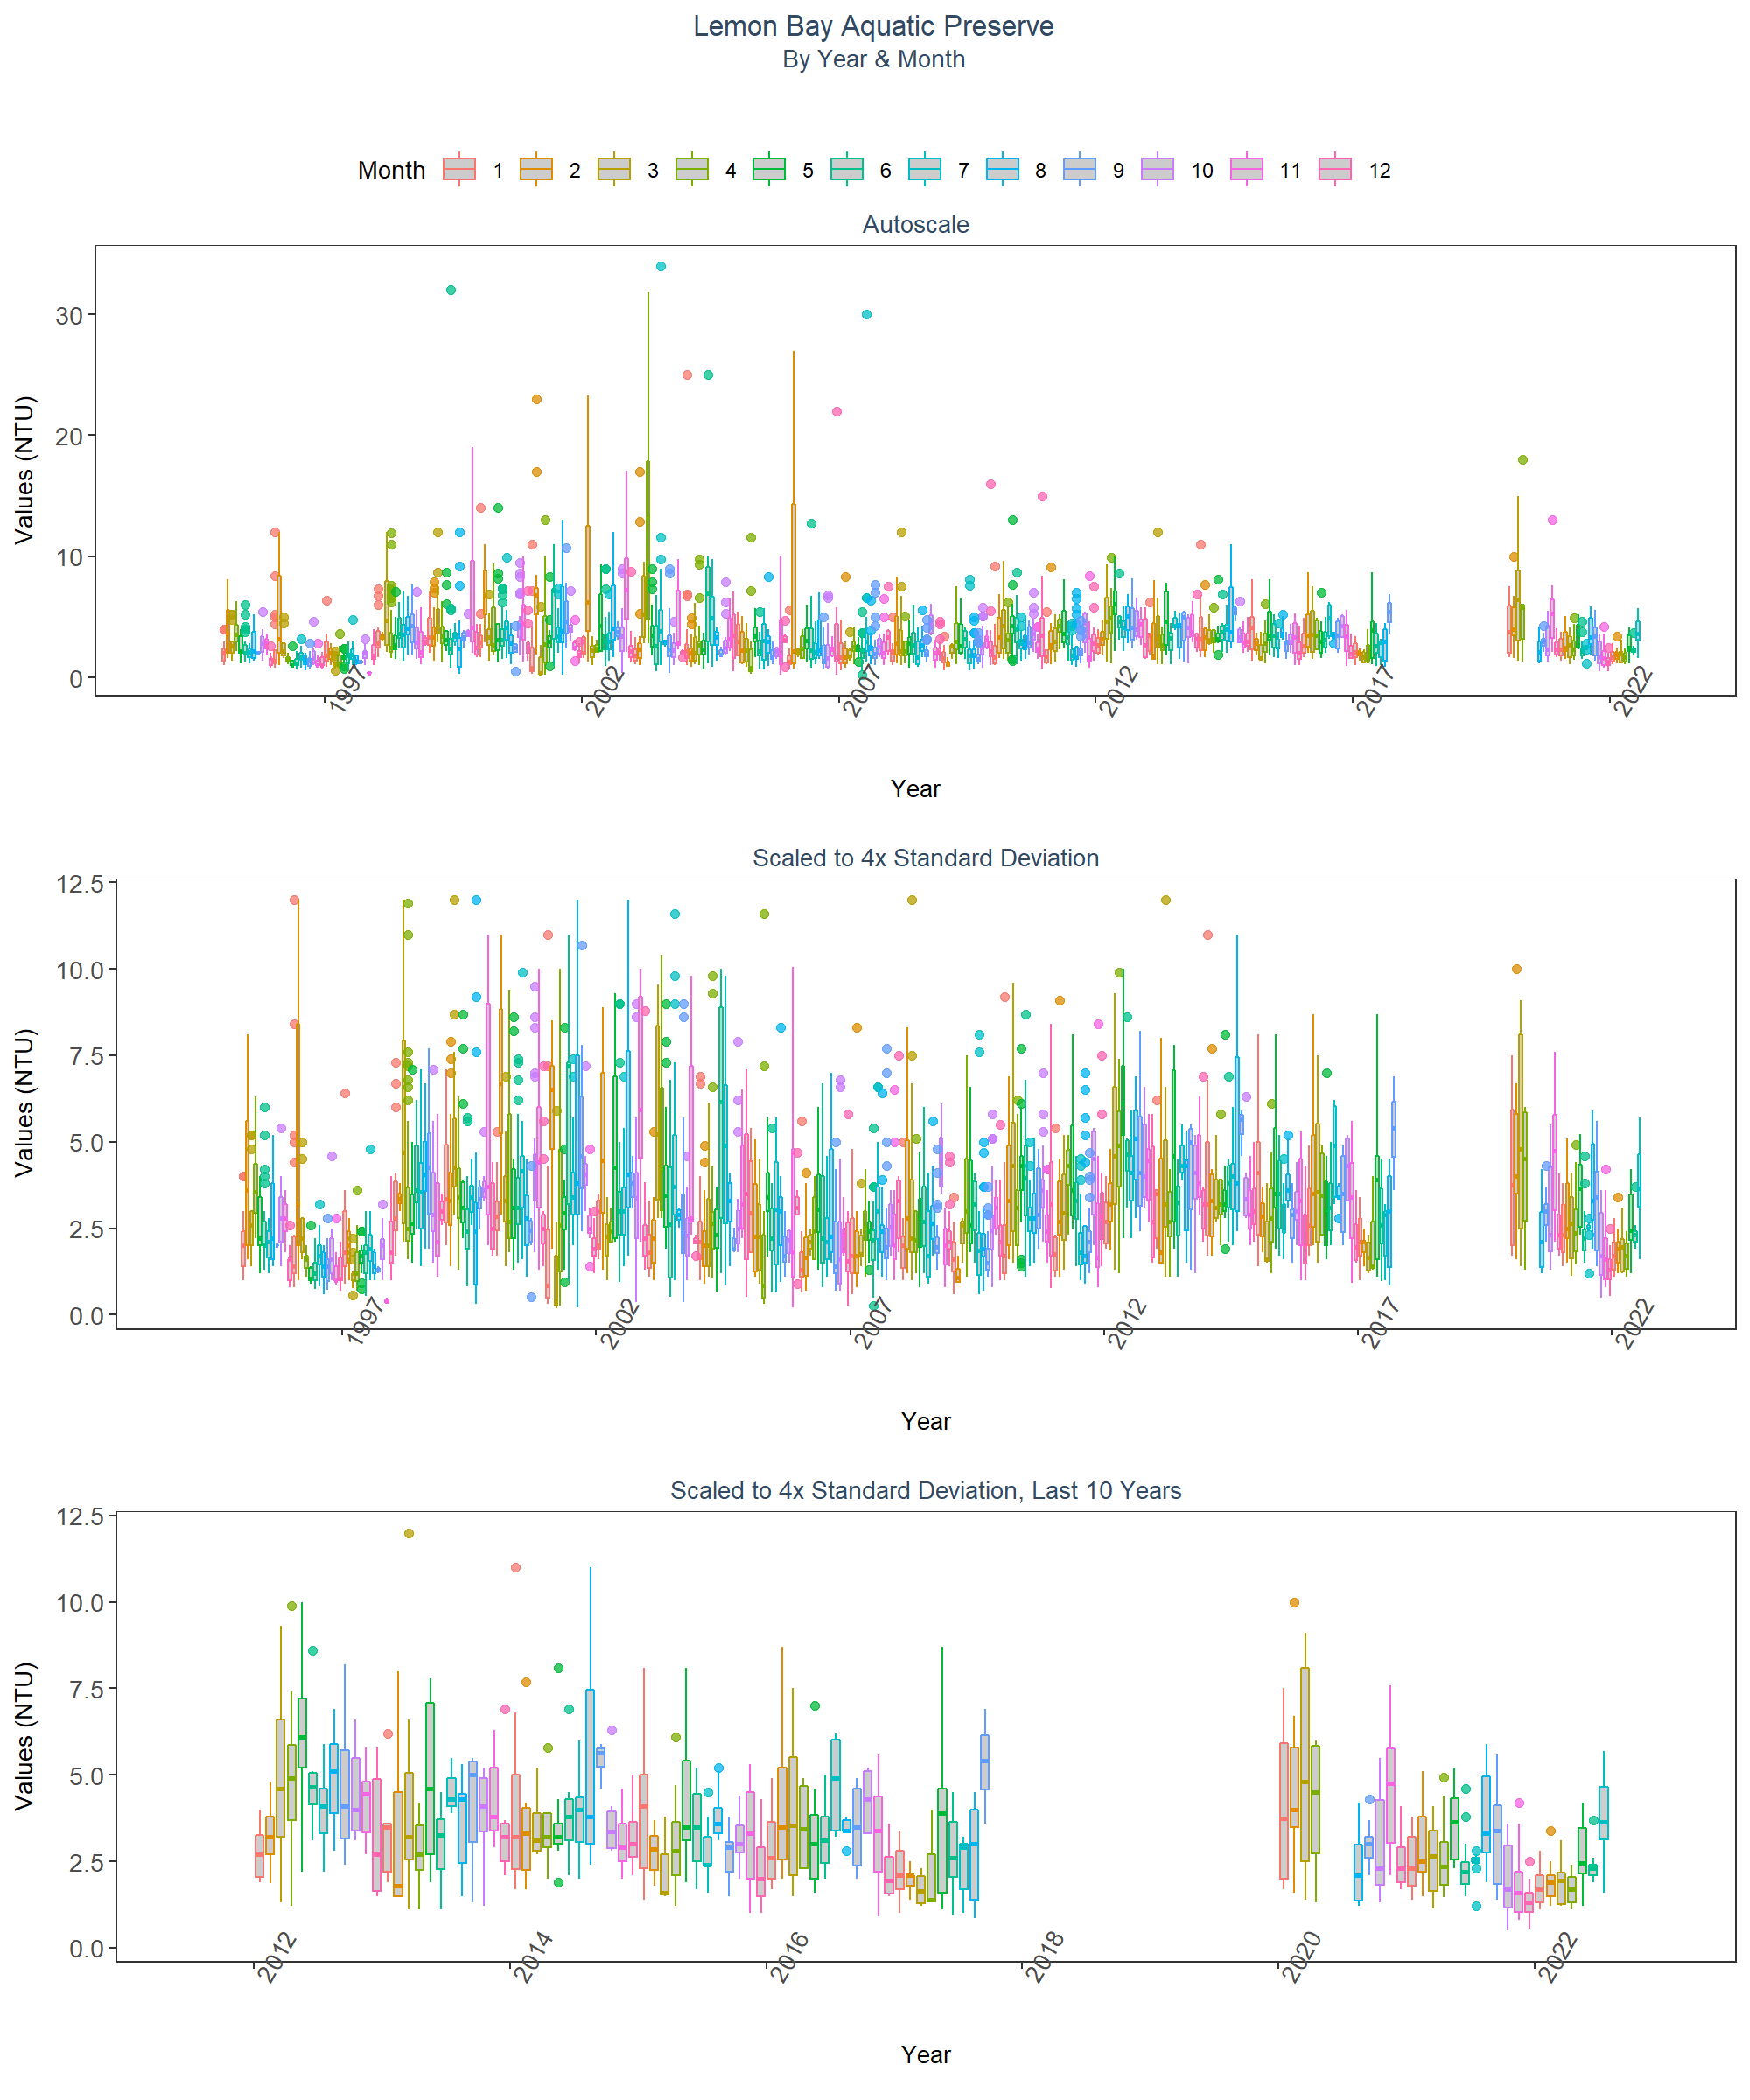 Lemon Bay Aquatic Preserve
By Year & Month
Month 1 2 3 4 5 6 7 8 9 10 11 12
Autoscale
Values (NTU)
30
20
10
0
1997 2002 2007 2012 2017 2022
Year
Scaled to 4x Standard Deviation
Values (NTU)
12.5
10.0
7.5
5.0
2.5
0.0
1997 2002 2007 2012 2017 2022
Year
Scaled to 4x Standard Deviation, Last 10 Years
Values (NTU)
12.5
10.0
7.5
5.0
2.5
0.0
2012 2014 2016 2018 2020 2022
Year